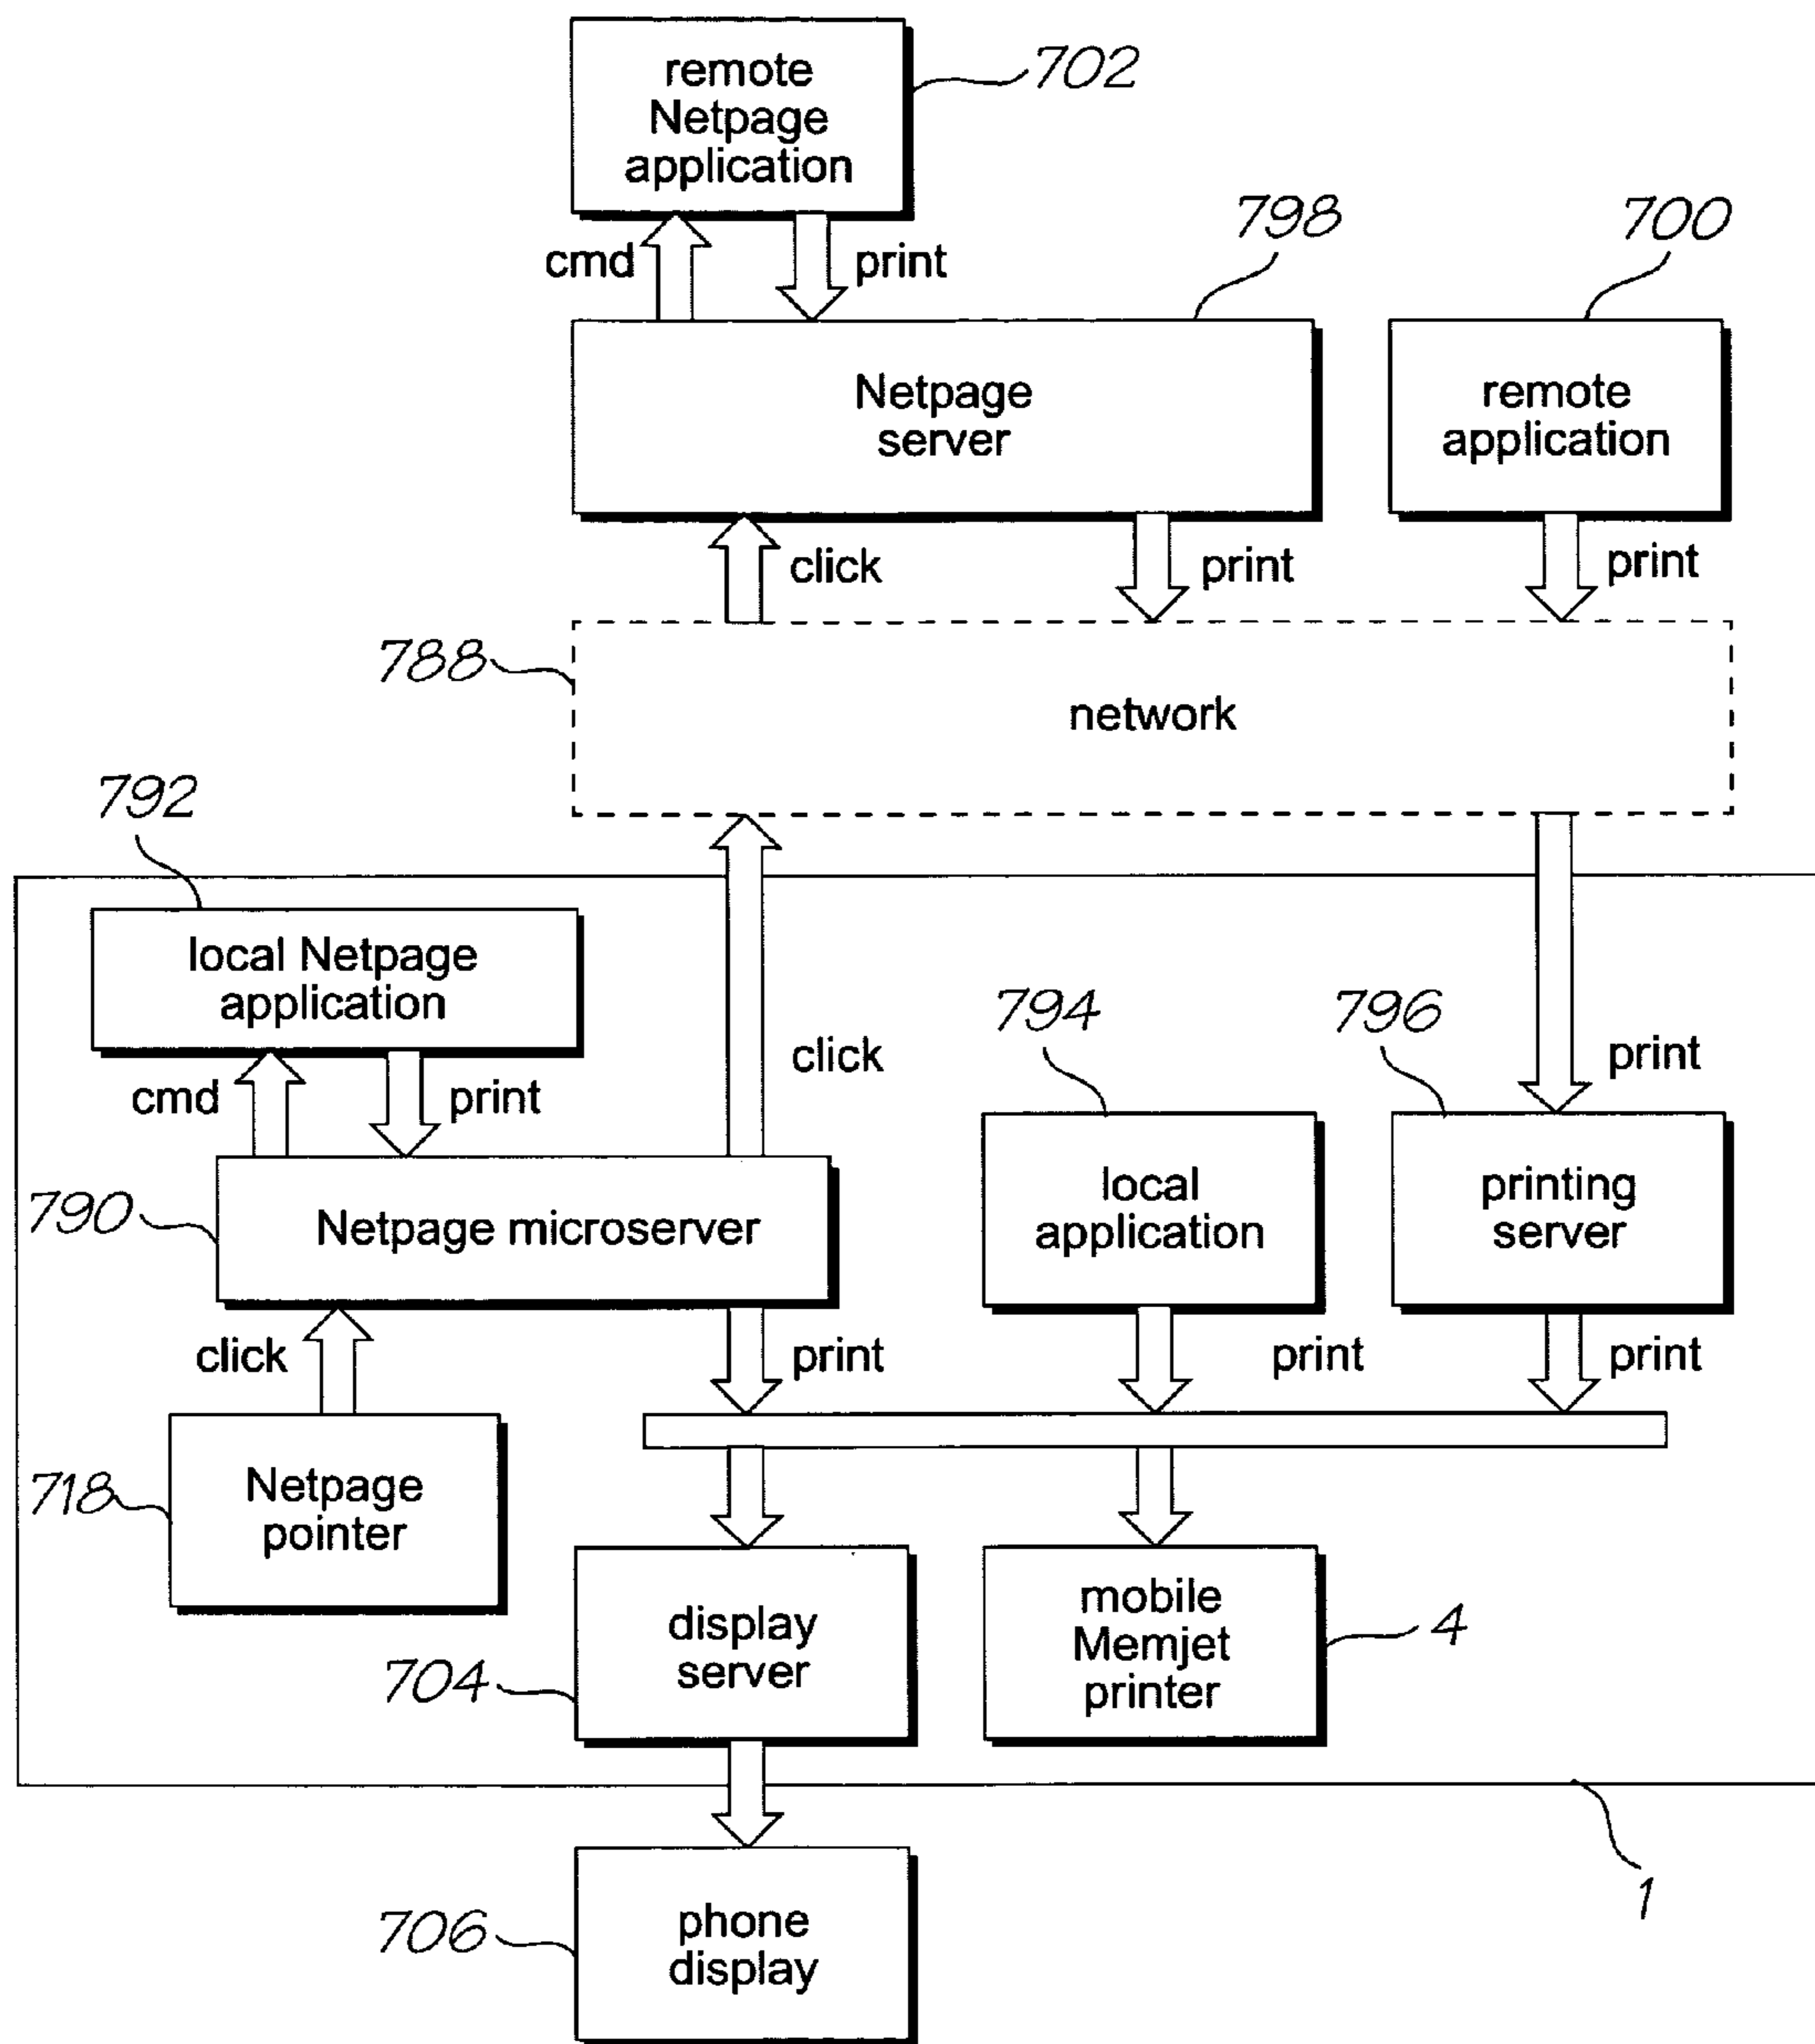 remote
Netpage
application
702
cmd
print
798
700
Netpage
server
remote
application
click
print
print
788
network
792
local Netpage
application
794
796
click
print
cmd
print
790
Netpage microserver
local
application
printing
server
click
print
print
print
718
Netpage
pointer
display
server
704
mobile
Memjet
printer
4
1
706
phone
display